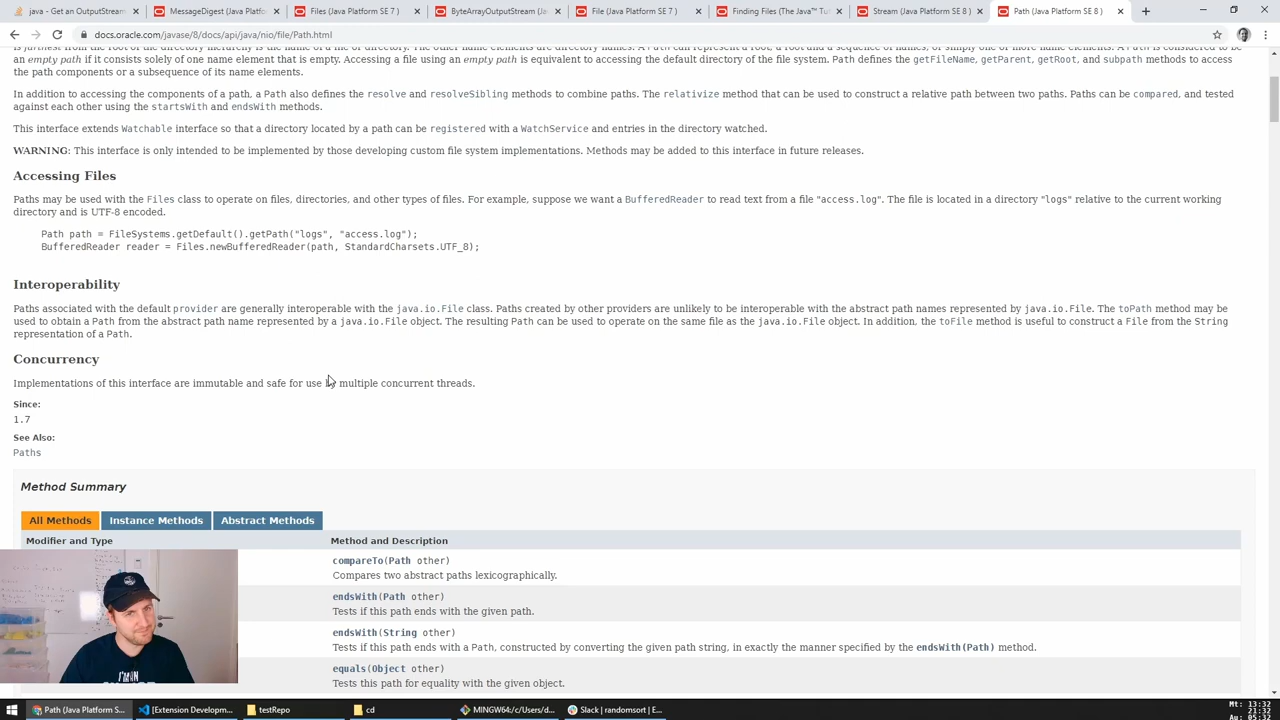 java - Get an OutputStream
MessageDigest (Java Platfor
Files (Java Platform SE 7 )
ByteArrayOutputStream (Ja
File (Java Platform SE 7 )
Finding Files (The Java™ Tut
Stream (Java Platform SE 8 )
Path (Java Platform SE 8 )
docs.oracle.com/javase/8/docs/api/java/nio/file/Path.html
is farthest from the root of the directory hierarchy is the name of a file or directory. The other name elements are directory names. A Path can represent a root, a root and a sequence of names, or simply one or more name elements. A Path is considered to be
an empty path if it consists solely of one name element that is empty. Accessing a file using an empty path is equivalent to accessing the default directory of the file system. Path defines the getFileName, getParent, getRoot, and subpath methods to access
the path components or a subsequence of its name elements.
In addition to accessing the components of a path, a Path also defines the resolve and resolveSibling methods to combine paths. The relativize method that can be used to construct a relative path between two paths. Paths can be compared, and tested
against each other using the startsWith and endsWith methods.
This interface extends Watchable interface so that a directory located by a path can be registered with a WatchService and entries in the directory watched.
WARNING: This interface is only intended to be implemented by those developing custom file system implementations. Methods may be added to this interface in future releases.
Accessing Files
Paths may be used with the Files class to operate on files, directories, and other types of files. For example, suppose we want a BufferedReader to read text from a file "access.log". The file is located in a directory "logs" relative to the current working
directory and is UTF-8 encoded.
Path path = FileSystems.getDefault().getPath("logs", "access.log");
BufferedReader reader = Files.newBufferedReader(path, StandardCharsets.UTF_8);
Interoperability
Paths associated with the default provider are generally interoperable with the java.io.File class. Paths created by other providers are unlikely to be interoperable with the abstract path names represented by java.io.File. The toPath method may be
used to obtain a Path from the abstract path name represented by a java.io.File object. The resulting Path can be used to operate on the same file as the java.io.File object. In addition, the toFile method is useful to construct a File from the String
representation of a Path.
Concurrency
Implementations of this interface are immutable and safe for use by multiple concurrent threads.
Since:
1.7
See Also:
Paths
Method Summary
All Methods Instance Methods Abstract Methods
Modifier and Type Method and Description
compareTo(Path other)
Compares two abstract paths lexicographically.
endsWith(Path other)
Tests if this path ends with the given path.
endsWith(String other)
Tests if this path ends with a Path, constructed by converting the given path string, in exactly the manner specified by the endsWith(Path) method.
equals(Object other)
Tests this path for equality with the given object.
I'M ON
Path (Java Platform S...
[Extension Developm...
testRepo
cd
MINGW64:/c/Users/d...
Slack | randomsort | E...
Mt: 13:32
21:32
Au: 05:32